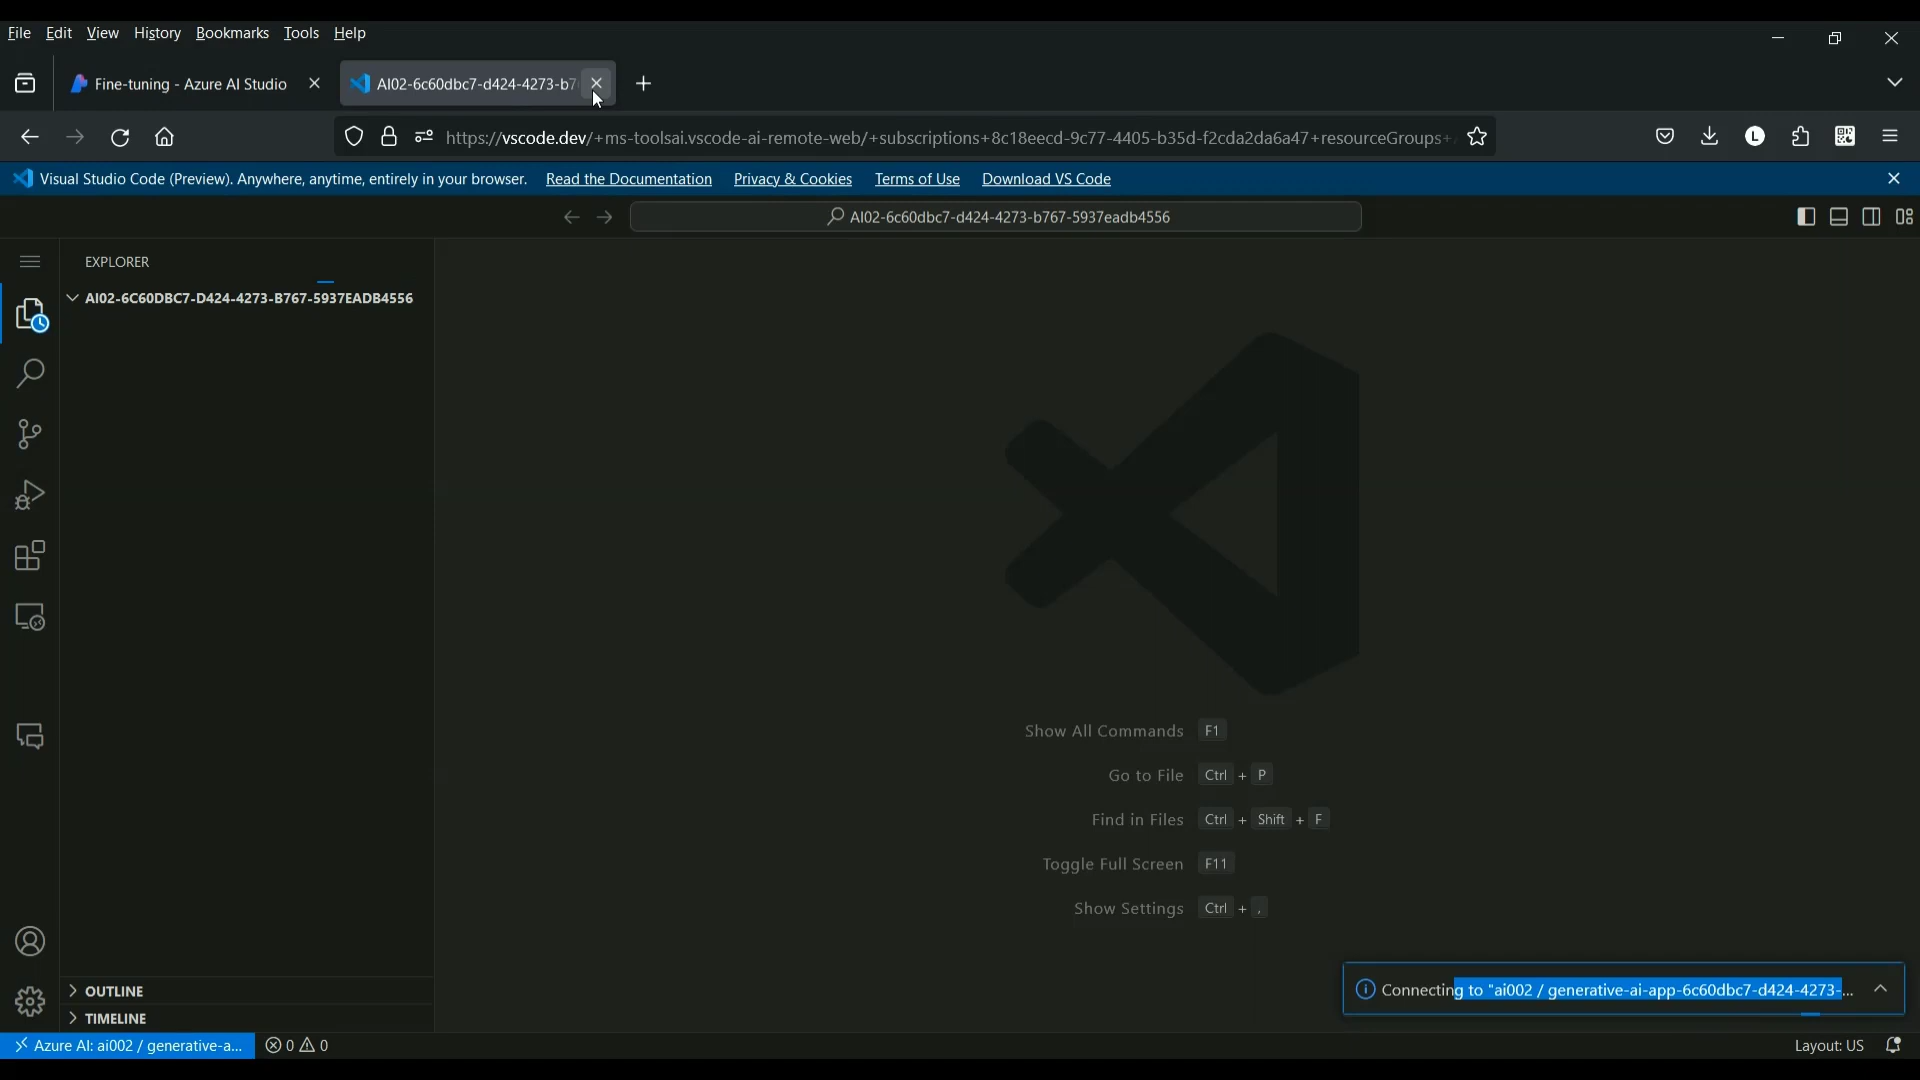 File Edit View History Bookmarks Tools Help
Fine-tuning - Azure AI Studio
AI02-6c60dbc7-d424-4273-b7
https://vscode.dev/+ms-toolsai.vscode-ai-remote-web/+subscriptions+8c18eecd-9c77-4405-b35d-f2cda2da6a47+resourceGroups+
L
Visual Studio Code (Preview). Anywhere, anytime, entirely in your browser. Read the Documentation Privacy & Cookies Terms of Use Download VS Code
AI02-6c60dbc7-d424-4273-b767-5937eadb4556
EXPLORER
AI02-6C60DBC7-D424-4273-B767-5937EADB4556
Show All Commands F1
Go to File Ctrl + P
Find in Files Ctrl + Shift + F
Toggle Full Screen F11
Show Settings Ctrl + ,
OUTLINE
TIMELINE
Connecting to "ai002 / generative-ai-app-6c60dbc7-d424-4273-...
Azure AI: ai002 / generative-a... 0 0
Layout: US